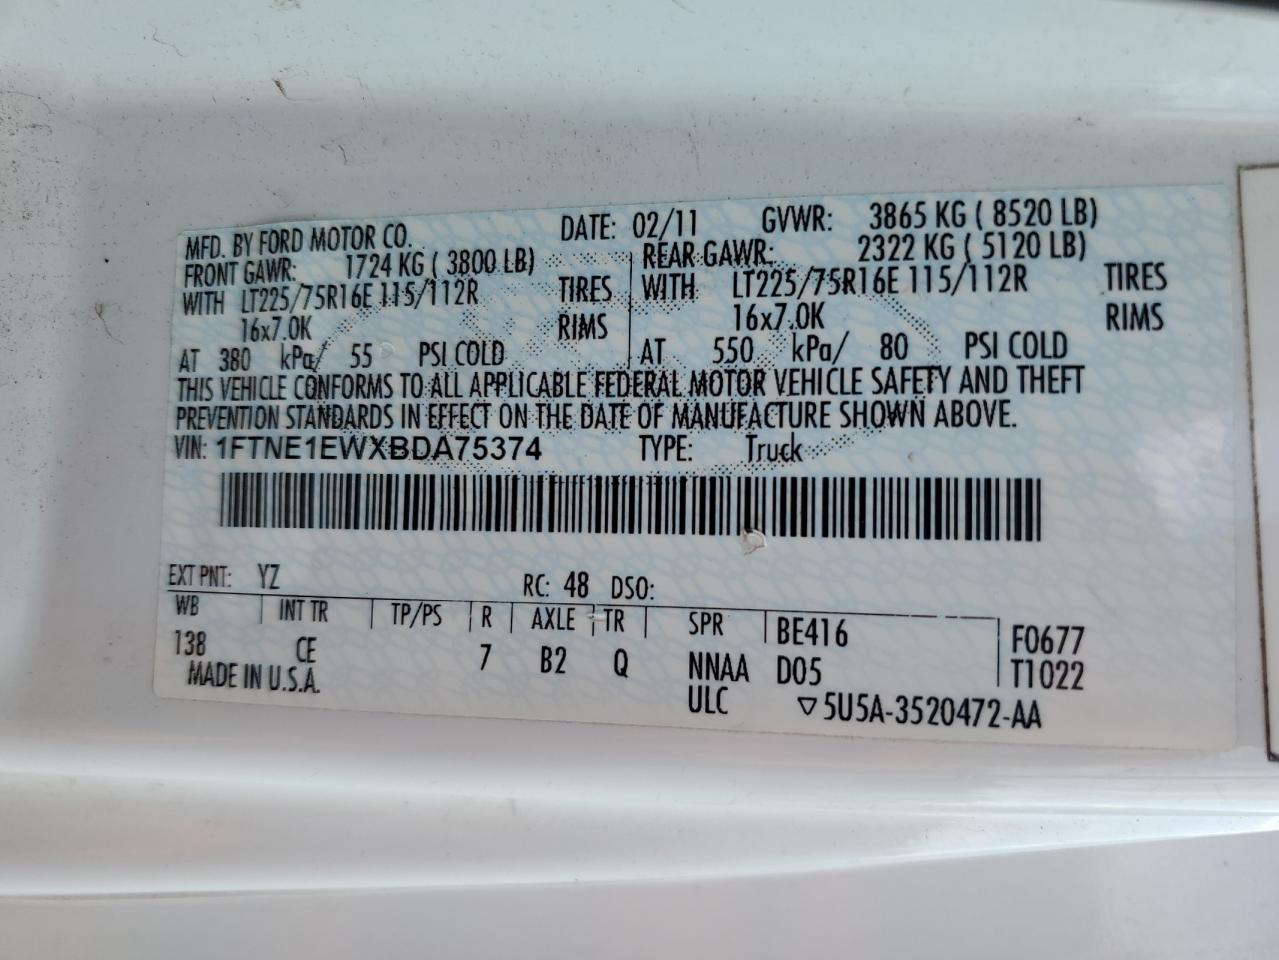 MFD. BY FORD MOTOR CO. DATE: 02/11 GVWR: 3865 KG ( 8520 LB)
FRONT GAWR: 1724 KG ( 3800 LB) REAR GAWR: 2322 KG ( 5120 LB)
WITH LT225/75R16E 115/112R TIRES WITH LT225/75R16E 115/112R TIRES
16x7.0K RIMS 16x7.0K RIMS
AT 380 kPa/ 55 PSI COLD AT 550 kPa/ 80 PSI COLD
THIS VEHICLE CONFORMS TO ALL APPLICABLE FEDERAL MOTOR VEHICLE SAFETY AND THEFT
PREVENTION STANDARDS IN EFFECT ON THE DATE OF MANUFACTURE SHOWN ABOVE.
VIN: 1FTNE1EWXBDA75374 TYPE: Truck
EXT PNT: YZ RC: 48 DSO:
WB INT TR TP/PS R AXLE TR SPR BE416 F0677
138 CE 7 B2 Q NNAA D05 T1022
MADE IN U.S.A. ULC ▽5U5A-3520472-AA